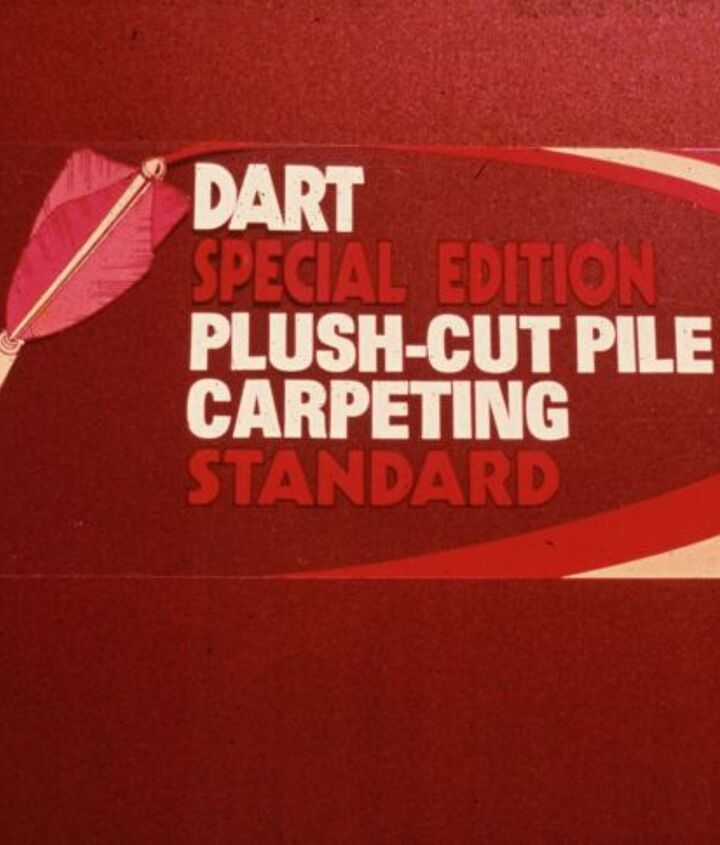 DART
SPECIAL EDITION
PLUSH-CUT PILE
CARPETING
STANDARD